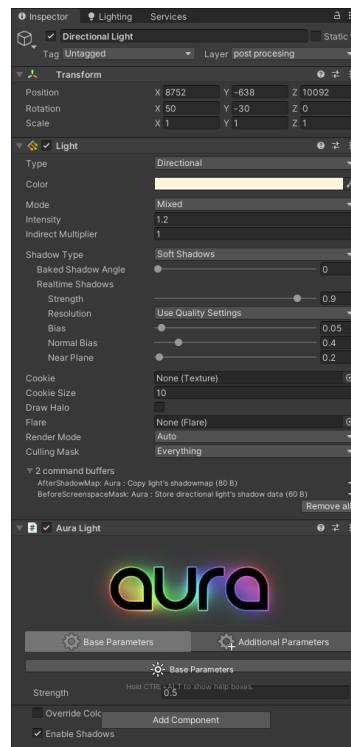 Inspector Lighting Services
Directional Light Static
Tag Untagged Layer post procesing
Transform
Position X 8752 Y -638 Z 10092
Rotation X 50 Y -30 Z 0
Scale X 1 Y 1 Z 1
Light
Type Directional
Color
Mode Mixed
Intensity 1.2
Indirect Multiplier 1
Shadow Type Soft Shadows
Baked Shadow Angle 0
Realtime Shadows
Strength 0.9
Resolution Use Quality Settings
Bias 0.05
Normal Bias 0.4
Near Plane 0.2
Cookie None (Texture)
Cookie Size 10
Draw Halo
Flare None (Flare)
Render Mode Auto
Culling Mask Everything
2 command buffers
AfterShadowMap: Aura : Copy light's shadowmap (80 B)
BeforeScreenspaceMask: Aura : Store directional light's shadow data (60 B)
Remove all
# Aura Light
aura
Base Parameters Additional Parameters
Base Parameters
Hold CTRL+ALT to show help boxes.
Strength 0.5
Override Colo
Add Component
Enable Shadows